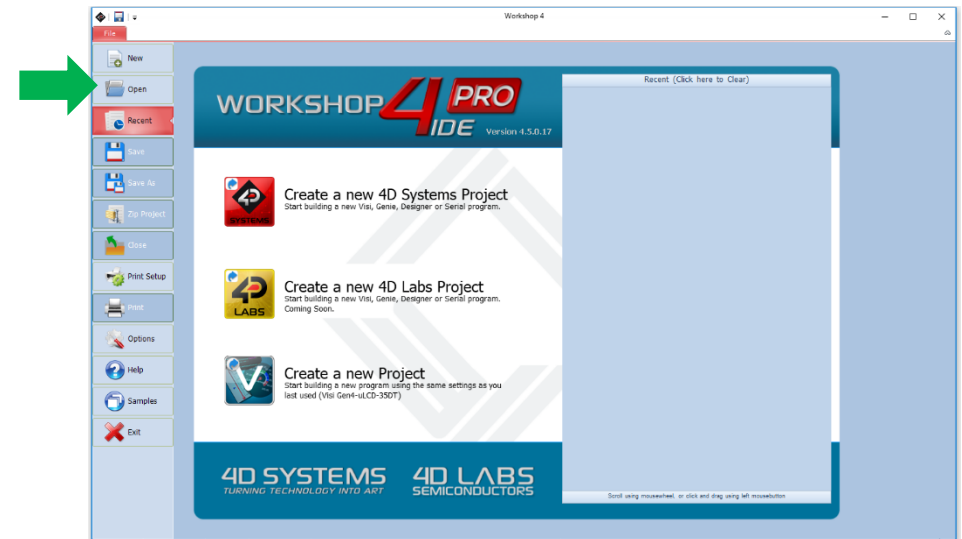 Workshop 4
File
New
Open
Recent
Save
Save As
Zip Project
Close
Print Setup
Print
Options
Help
Samples
Exit
WORKSHOP 4 PRO
IDE Version 4.5.0.17
4D
SYSTEMS
Create a new 4D Systems Project
Start building a new Visi, Genie, Designer or Serial program.
4D
LABS
Create a new 4D Labs Project
Start building a new Visi, Genie, Designer or Serial program.
Coming Soon.
V
Create a new Project
Start building a new program using the same settings as you
last used (Visi Gen4-uLCD-35DT)
4D SYSTEMS
TURNING TECHNOLOGY INTO ART
4D LABS
SEMICONDUCTORS
Recent (Click here to Clear)
Scroll using mousewheel, or click and drag using left mousebutton